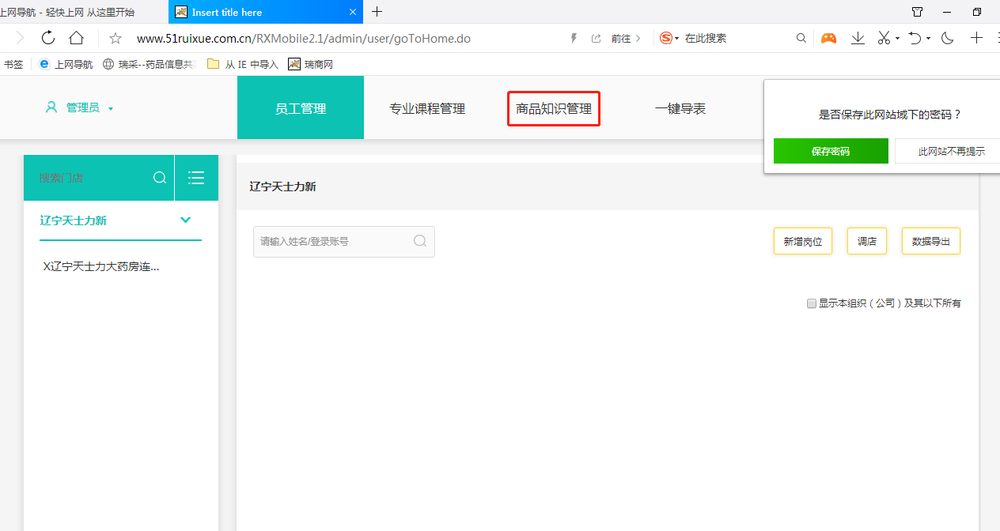 上网导航 - 轻快上网 从这里开始
Insert title here
www.51ruixue.com.cn/RXMobile2.1/admin/user/goToHome.do
前往
在此搜索
书签
上网导航
瑞采--药品信息共
从 IE 中导入
瑞商网
管理员
员工管理
专业课程管理
商品知识管理
一键导表
是否保存此网站域下的密码？
保存密码
此网站不再提示
搜索门店
辽宁天士力新
辽宁天士力新
X辽宁天士力大药房连...
请输入姓名/登录账号
新增岗位
调店
数据导出
显示本组织（公司）及其以下所有